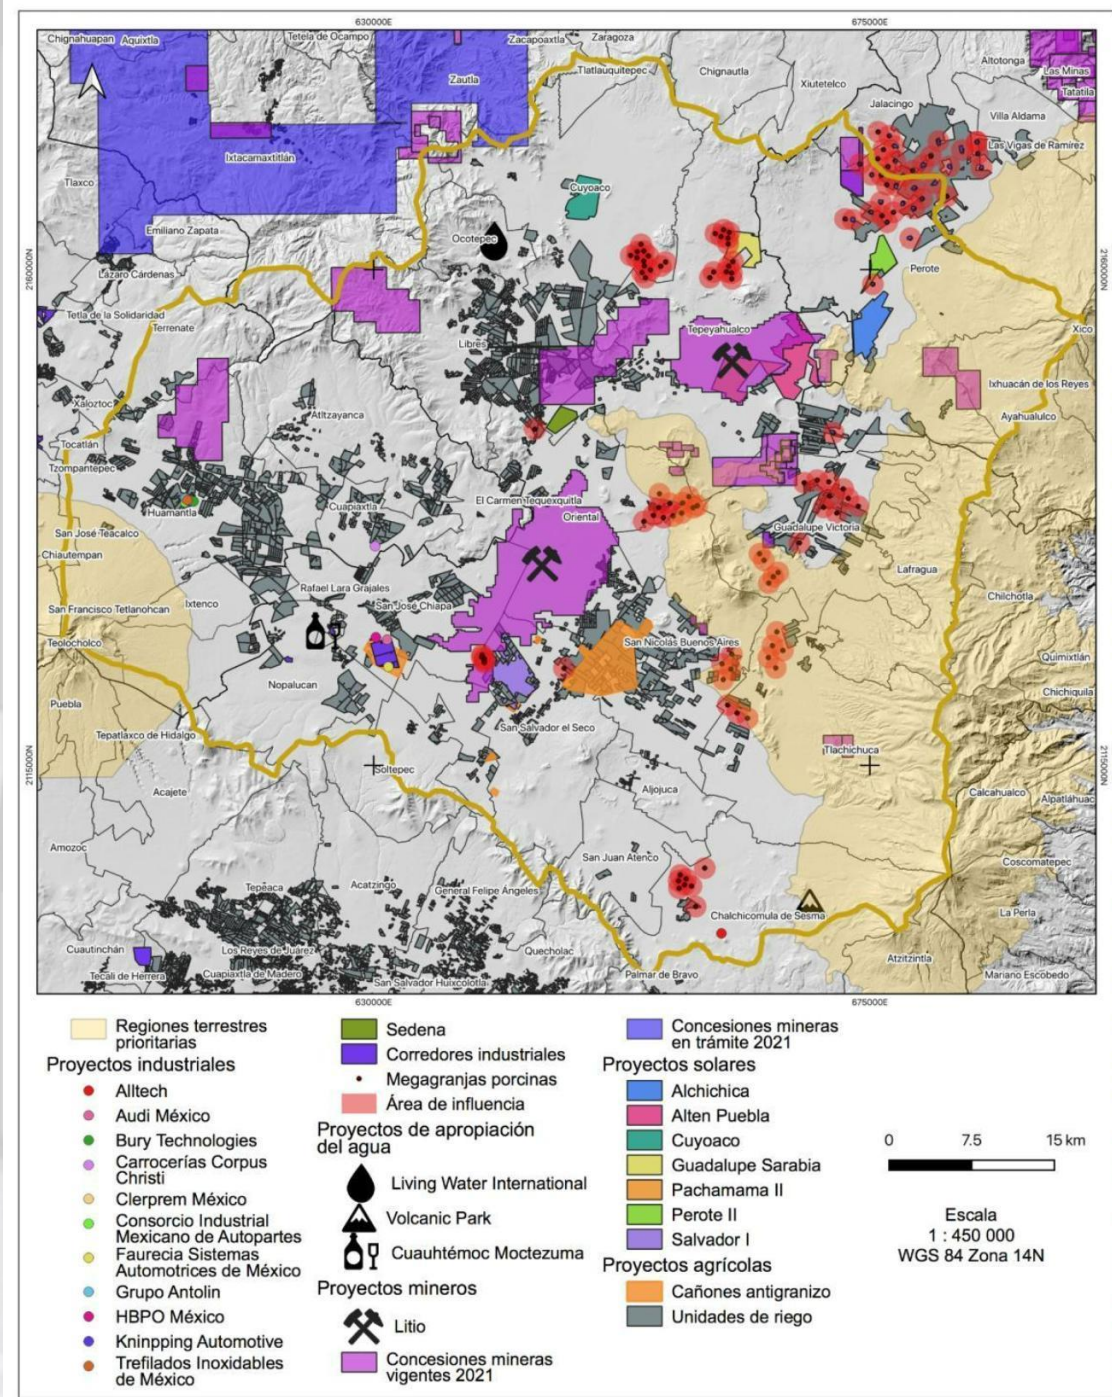 630000E
675000E
Chignahuapan
Aquixtla
Tetela de Ocampo
Zacapoaxtla
Zaragoza
Zautla
Tlatlauquitepec
Chignautla
Xiutetelco
Altotonga
Las Minas
Tatatila
Jalacingo
Villa Aldama
Las Vigas de Ramírez
Ixtacamaxtitlán
Tlaxco
Cuyoaco
Emiliano Zapata
Ocotepec
2160000N
2160000N
Lázaro Cárdenas
Perote
Tetla de la Solidaridad
Terrenate
Tepeyahualco
Xico
Libres
Ixhuacán de los Reyes
Xaloztoc
Altzayanca
Ayahualulco
Tocatlán
Tzompantepec
El Carmen Tequexquitla
Huamantla
Cuapiaxtla
Oriental
Guadalupe Victoria
San José Teacalco
Chiautempan
Lafragua
Rafael Lara Grajales
Chilchotla
San Francisco Tetlanohcan
Ixtenco
San José Chiapa
Teolocholco
San Nicolás Buenos Aires
Quimixtlán
Nopalucan
Chichiquila
Puebla
San Salvador el Seco
Tepatlaxco de Hidalgo
Tlachichuca
2115000N
2115000N
Soltepec
Acajete
Aljojuca
Calcahualco
Alpatláhuac
Amozoc
San Juan Atenco
Coscomatepec
Tepeaca
Acatzingo
General Felipe Ángeles
Chalchicomula de Sesma
La Perla
Cuautinchán
Los Reyes de Juárez
Quecholac
Atzitzintla
Tecali de Herrera
Cuapiaxtla de Madero
San Salvador Huixcolotla
Palmar de Bravo
Mariano Escobedo
630000E
675000E
Regiones terrestres
prioritarias
Proyectos industriales
Alltech
Audi México
Bury Technologies
Carrocerías Corpus
Christi
Clerprem México
Consorcio Industrial
Mexicano de Autopartes
Faurecia Sistemas
Automotrices de México
Grupo Antolin
HBPO México
Kninpping Automotive
Trefilados Inoxidables
de México
Sedena
Corredores industriales
Megagranjas porcinas
Área de influencia
Proyectos de apropiación
del agua
Living Water International
Volcanic Park
Cuauhtémoc Moctezuma
Proyectos mineros
Litio
Concesiones mineras
vigentes 2021
Concesiones mineras
en trámite 2021
Proyectos solares
Alchichica
Alten Puebla
Cuyoaco
Guadalupe Sarabia
Pachamama II
Perote II
Salvador I
Proyectos agrícolas
Cañones antigranizo
Unidades de riego
0 7.5 15 km
Escala
1 : 450 000
WGS 84 Zona 14N